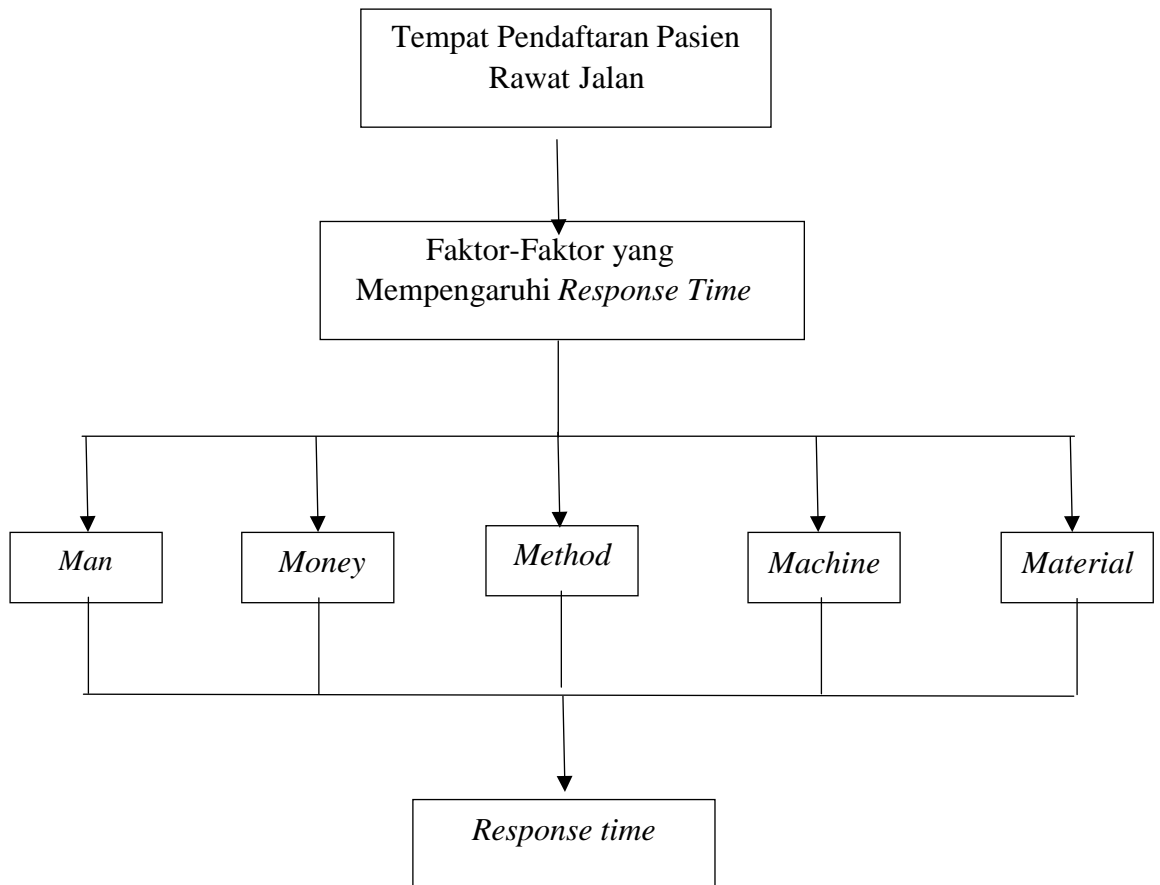 Tempat Pendaftaran Pasien
Rawat Jalan
Faktor-Faktor yang
Mempengaruhi Response Time
Man
Money
Method
Machine
Material
Response time